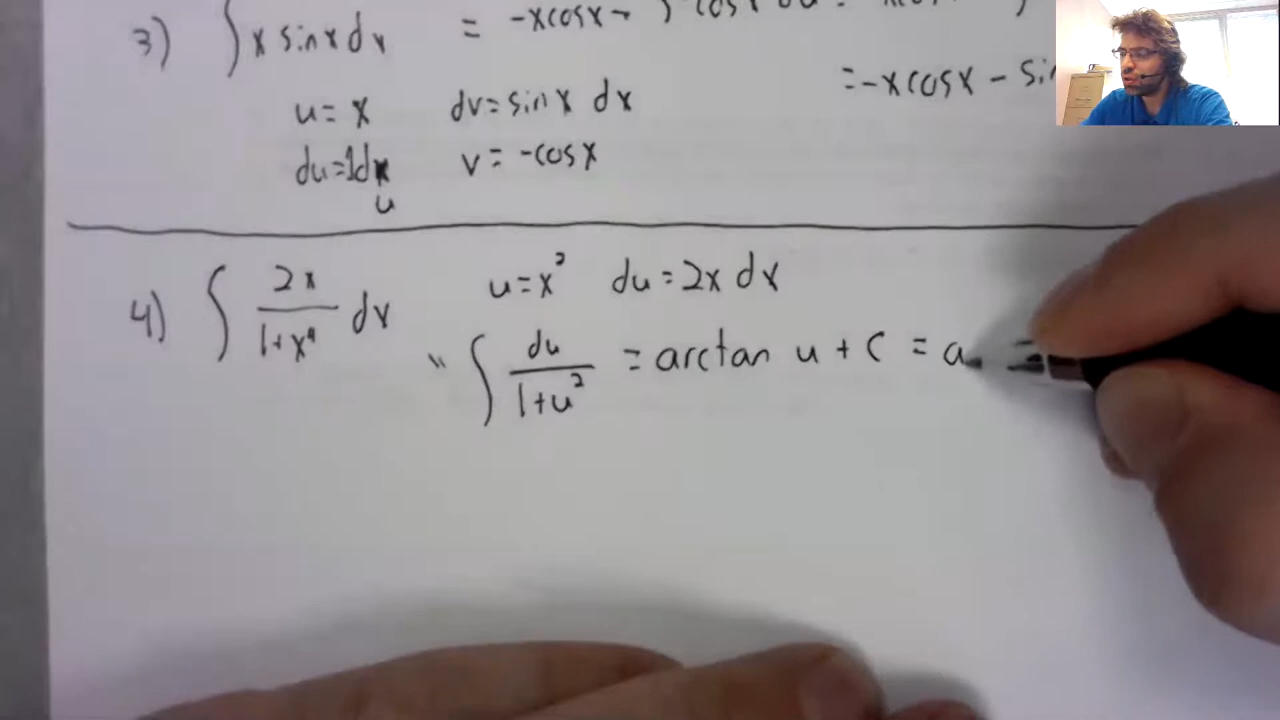 3) ∫ x sin x dx = -x cos x -
u = x dv = sin x dx = -x cos x - sin
du = 1dx v = -cos x
u
4) ∫ 2x / 1+x⁴ dx u = x² du = 2x dx
" ∫ du / 1+u² = arctan u + C = a